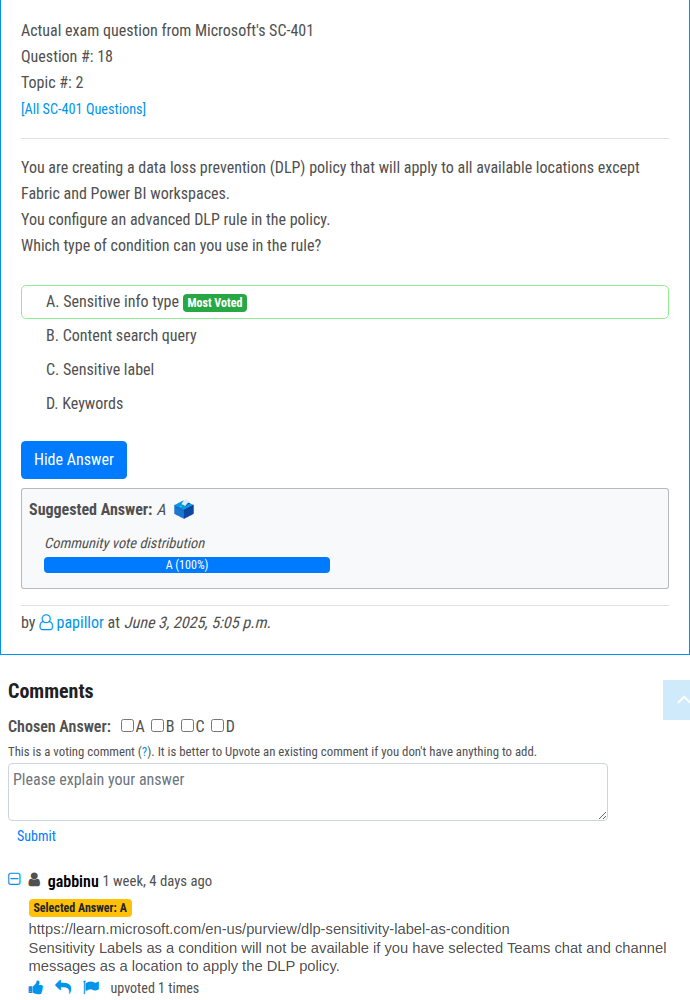 Actual exam question from Microsoft's SC-401
Question #: 18
Topic #: 2
[All SC-401 Questions]
You are creating a data loss prevention (DLP) policy that will apply to all available locations except
Fabric and Power BI workspaces.
You configure an advanced DLP rule in the policy.
Which type of condition can you use in the rule?
A. Sensitive info type Most Voted
B. Content search query
C. Sensitive label
D. Keywords
Hide Answer
Suggested Answer: A
Community vote distribution
A (100%)
by papillor at June 3, 2025, 5:05 p.m.
Comments
Chosen Answer: A B C D
This is a voting comment (?). It is better to Upvote an existing comment if you don't have anything to add.
Please explain your answer
Submit
gabbinu 1 week, 4 days ago
Selected Answer: A
https://learn.microsoft.com/en-us/purview/dlp-sensitivity-label-as-condition
Sensitivity Labels as a condition will not be available if you have selected Teams chat and channel
messages as a location to apply the DLP policy.
upvoted 1 times